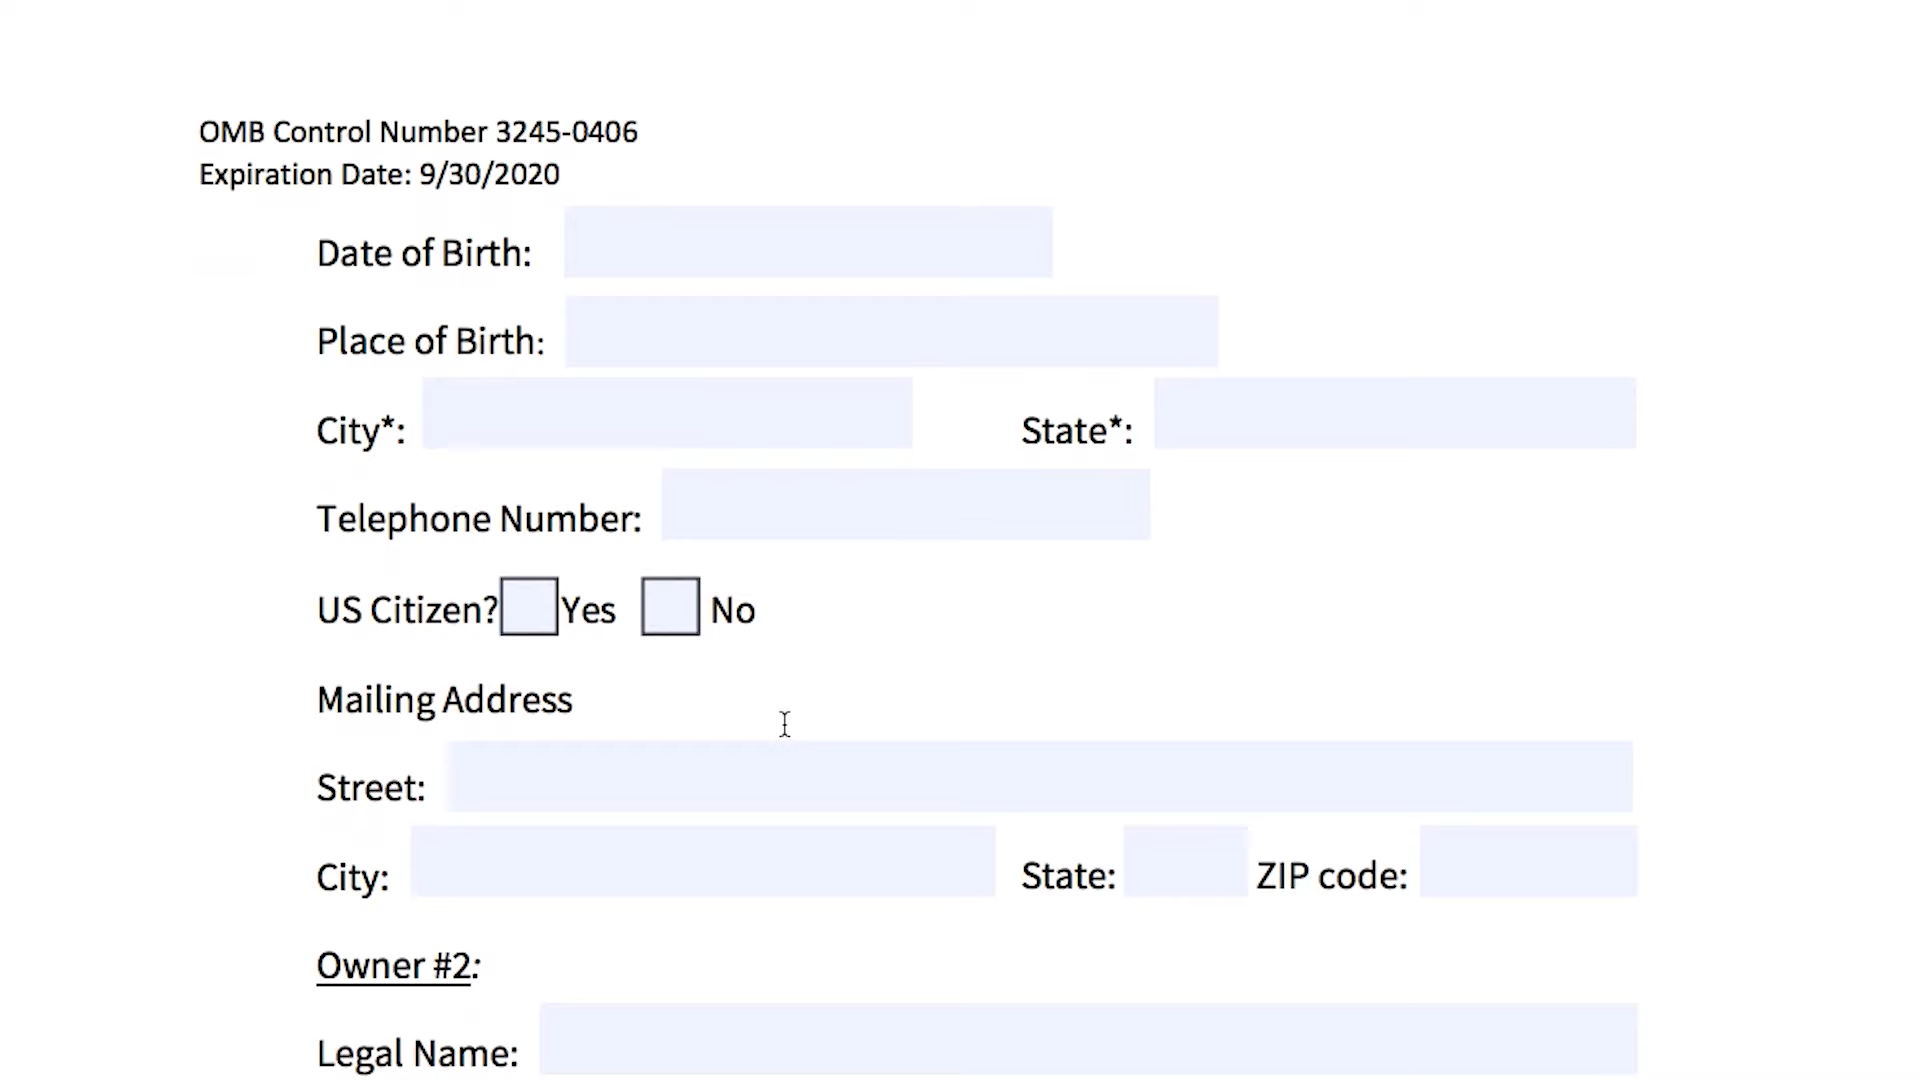 OMB Control Number 3245-0406
Expiration Date: 9/30/2020
Date of Birth:
Place of Birth:
City*: State*:
Telephone Number:
US Citizen? Yes No
Mailing Address
Street:
City: State: ZIP code:
Owner #2:
Legal Name: